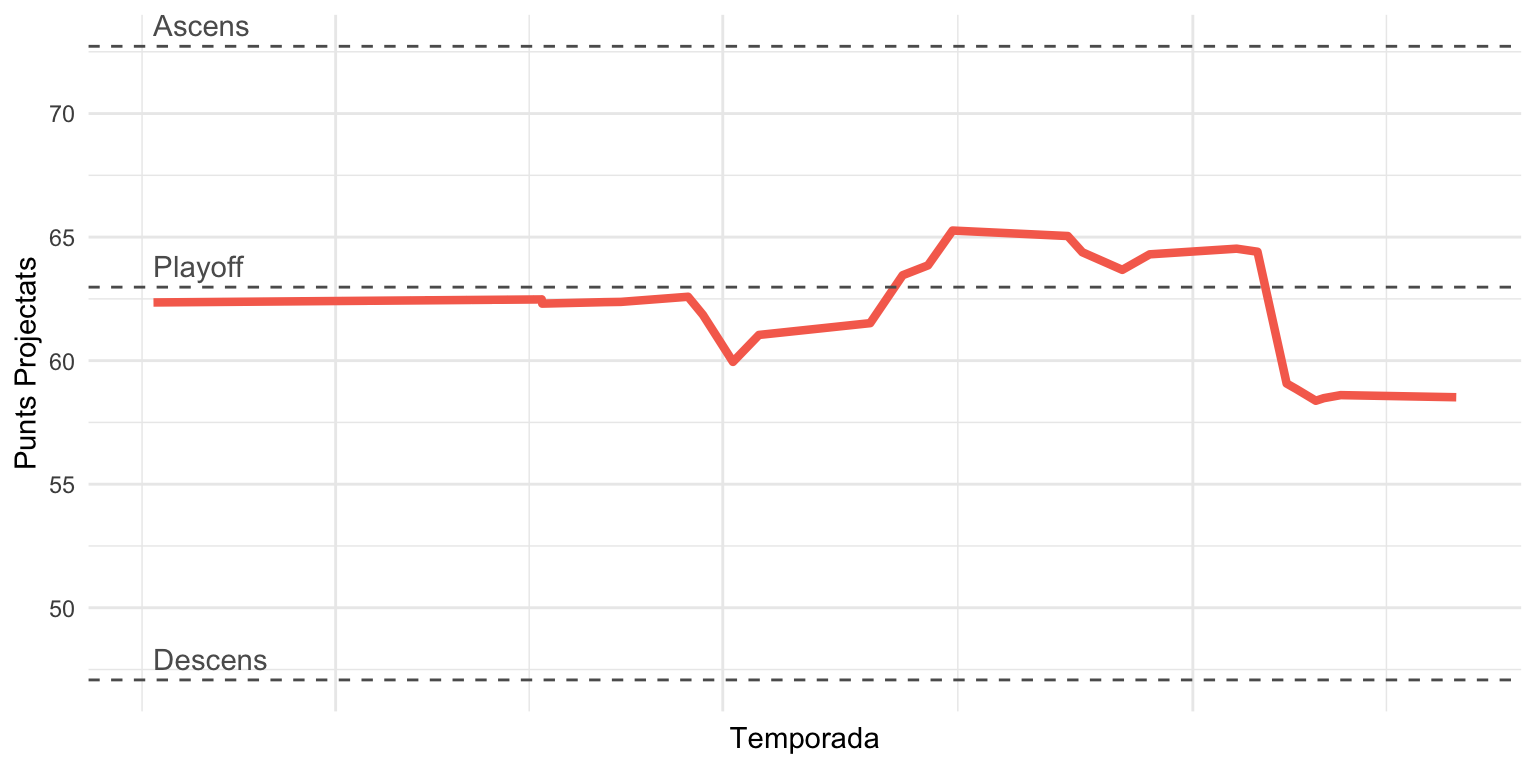 Ascens
70
65
Playoff
60
55
50
Descens
Punts Projectats
Temporada